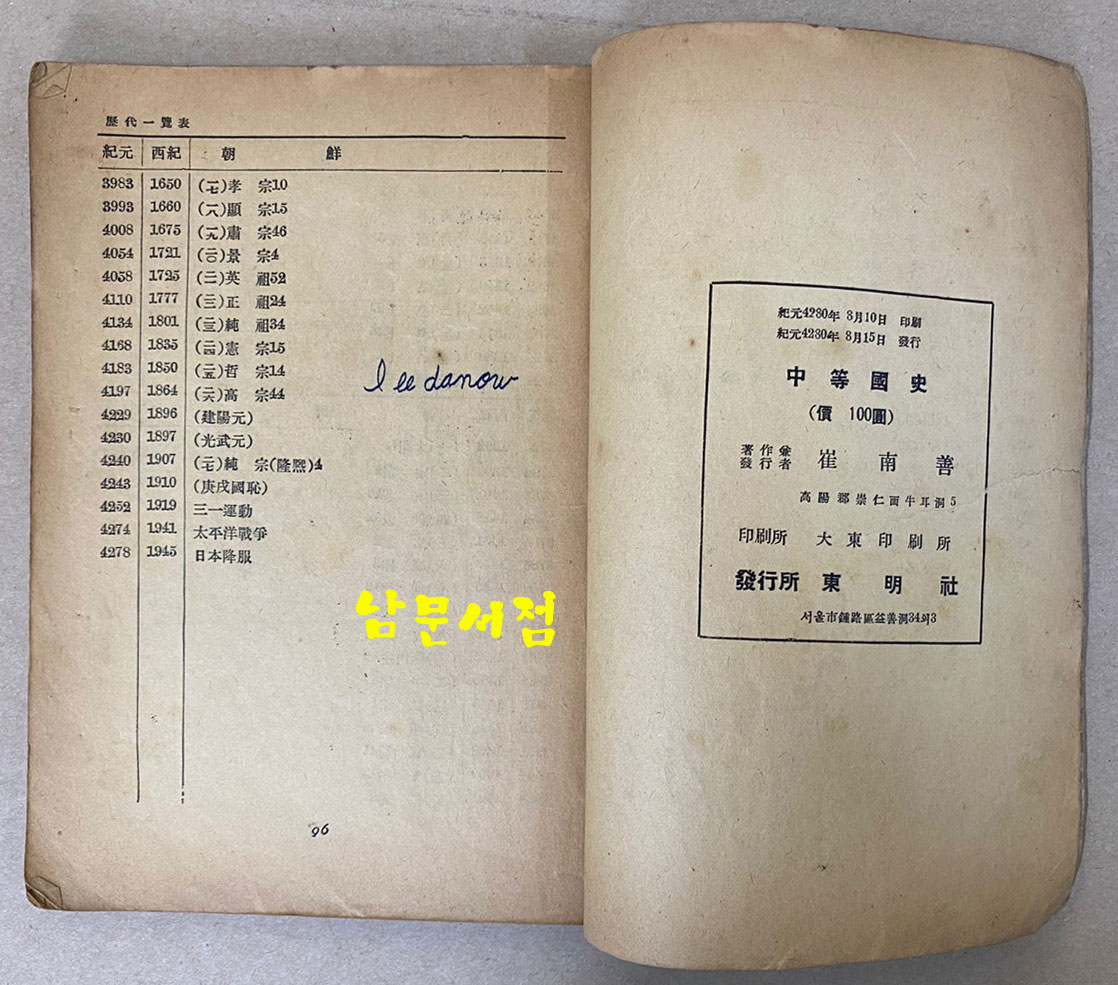 歷代一覽表
紀元 西紀 朝鮮
3983 1650 (一七)孝 宗10
3993 1660 (一八)顯 宗15
4008 1675 (一九)肅 宗46
4054 1721 (二〇)景 宗4
4058 1725 (二一)英 祖52
4110 1777 (二二)正 祖24
4134 1801 (二三)純 祖34
4168 1835 (二四)憲 宗15
4183 1850 (二五)哲 宗14
4197 1864 (二六)高 宗44
4229 1896 (建陽元)
4230 1897 (光武元)
4240 1907 (二七)純 宗(隆熙)4
4243 1910 (庚戌國恥)
4252 1919 三一運動
4274 1941 太平洋戰爭
4278 1945 日本降服
lee danow
남문서점
96
紀元4280年 8月10日 印刷
紀元4280年 8月15日 發行
中等國史
(價 100圓)
著作兼
發行者 崔南善
高陽郡崇仁面牛耳洞5
印刷所 大東印刷所
發行所 東明社
서울市鍾路區益善洞34의3